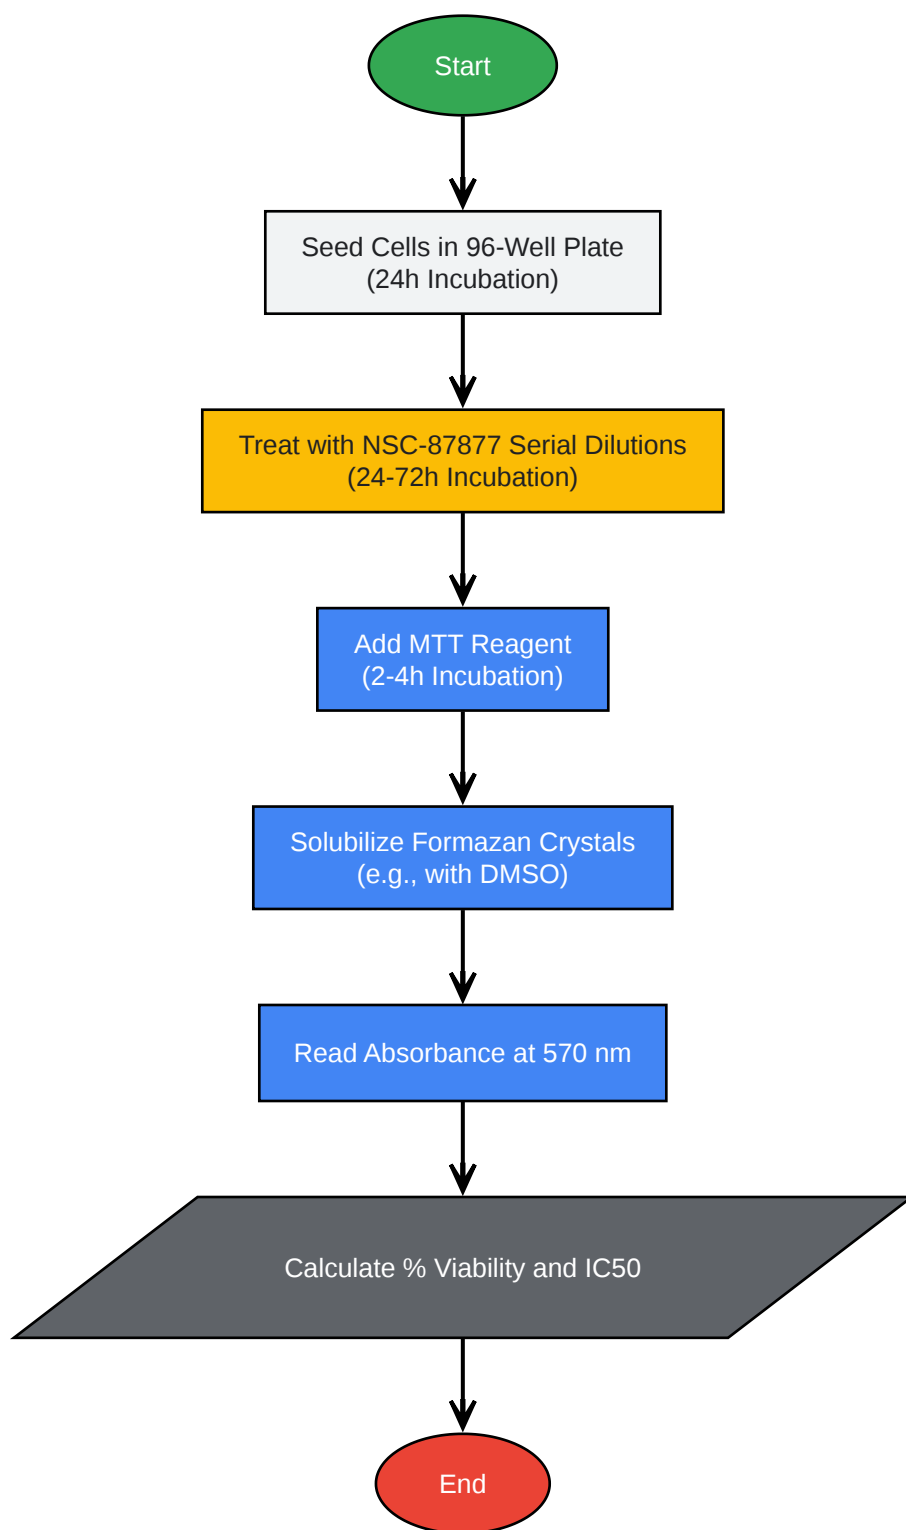 Start
Seed Cells in 96-Well Plate
(24h Incubation)
Treat with NSC-87877 Serial Dilutions
(24-72h Incubation)
Add MTT Reagent
(2-4h Incubation)
Solubilize Formazan Crystals
(e.g., with DMSO)
Read Absorbance at 570 nm
Calculate % Viability and IC50
End